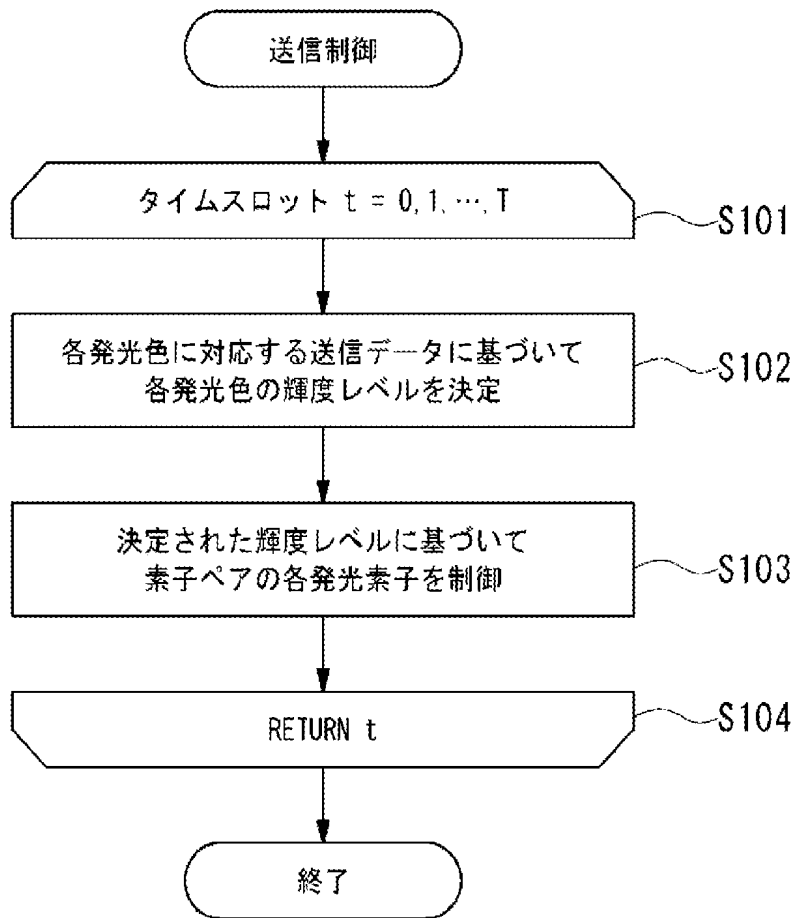 送信制御
タイムスロット t = 0, 1, …, T
S101
各発光色に対応する送信データに基づいて
各発光色の輝度レベルを決定
S102
決定された輝度レベルに基づいて
素子ペアの各発光素子を制御
S103
RETURN t
S104
終了